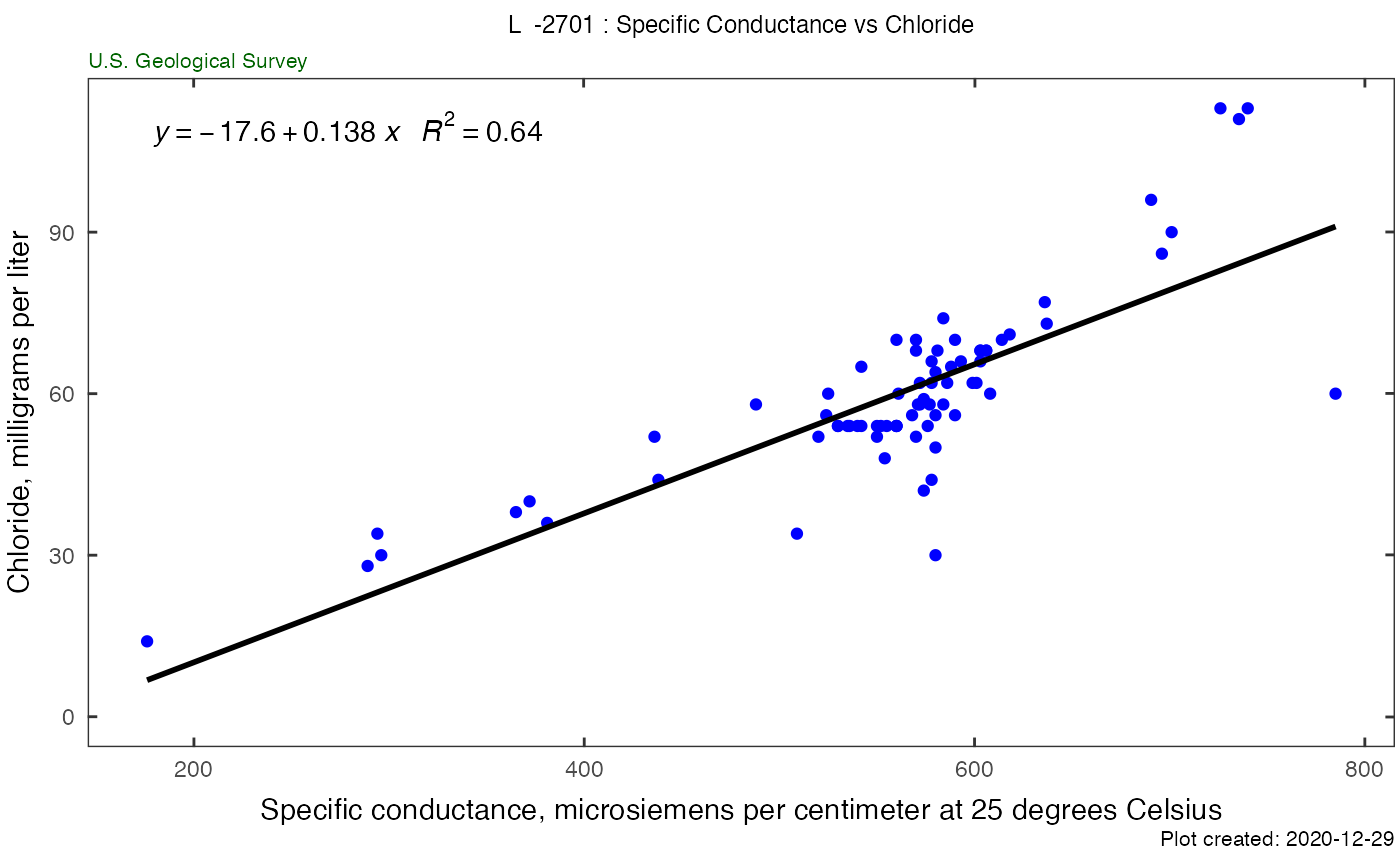 L -2701 : Specific Conductance vs Chloride
U.S. Geological Survey
y = − 17.6 + 0.138 x R² = 0.64
90
60
30
0
Chloride, milligrams per liter
200 400 600 800
Specific conductance, microsiemens per centimeter at 25 degrees Celsius
Plot created: 2020-12-29